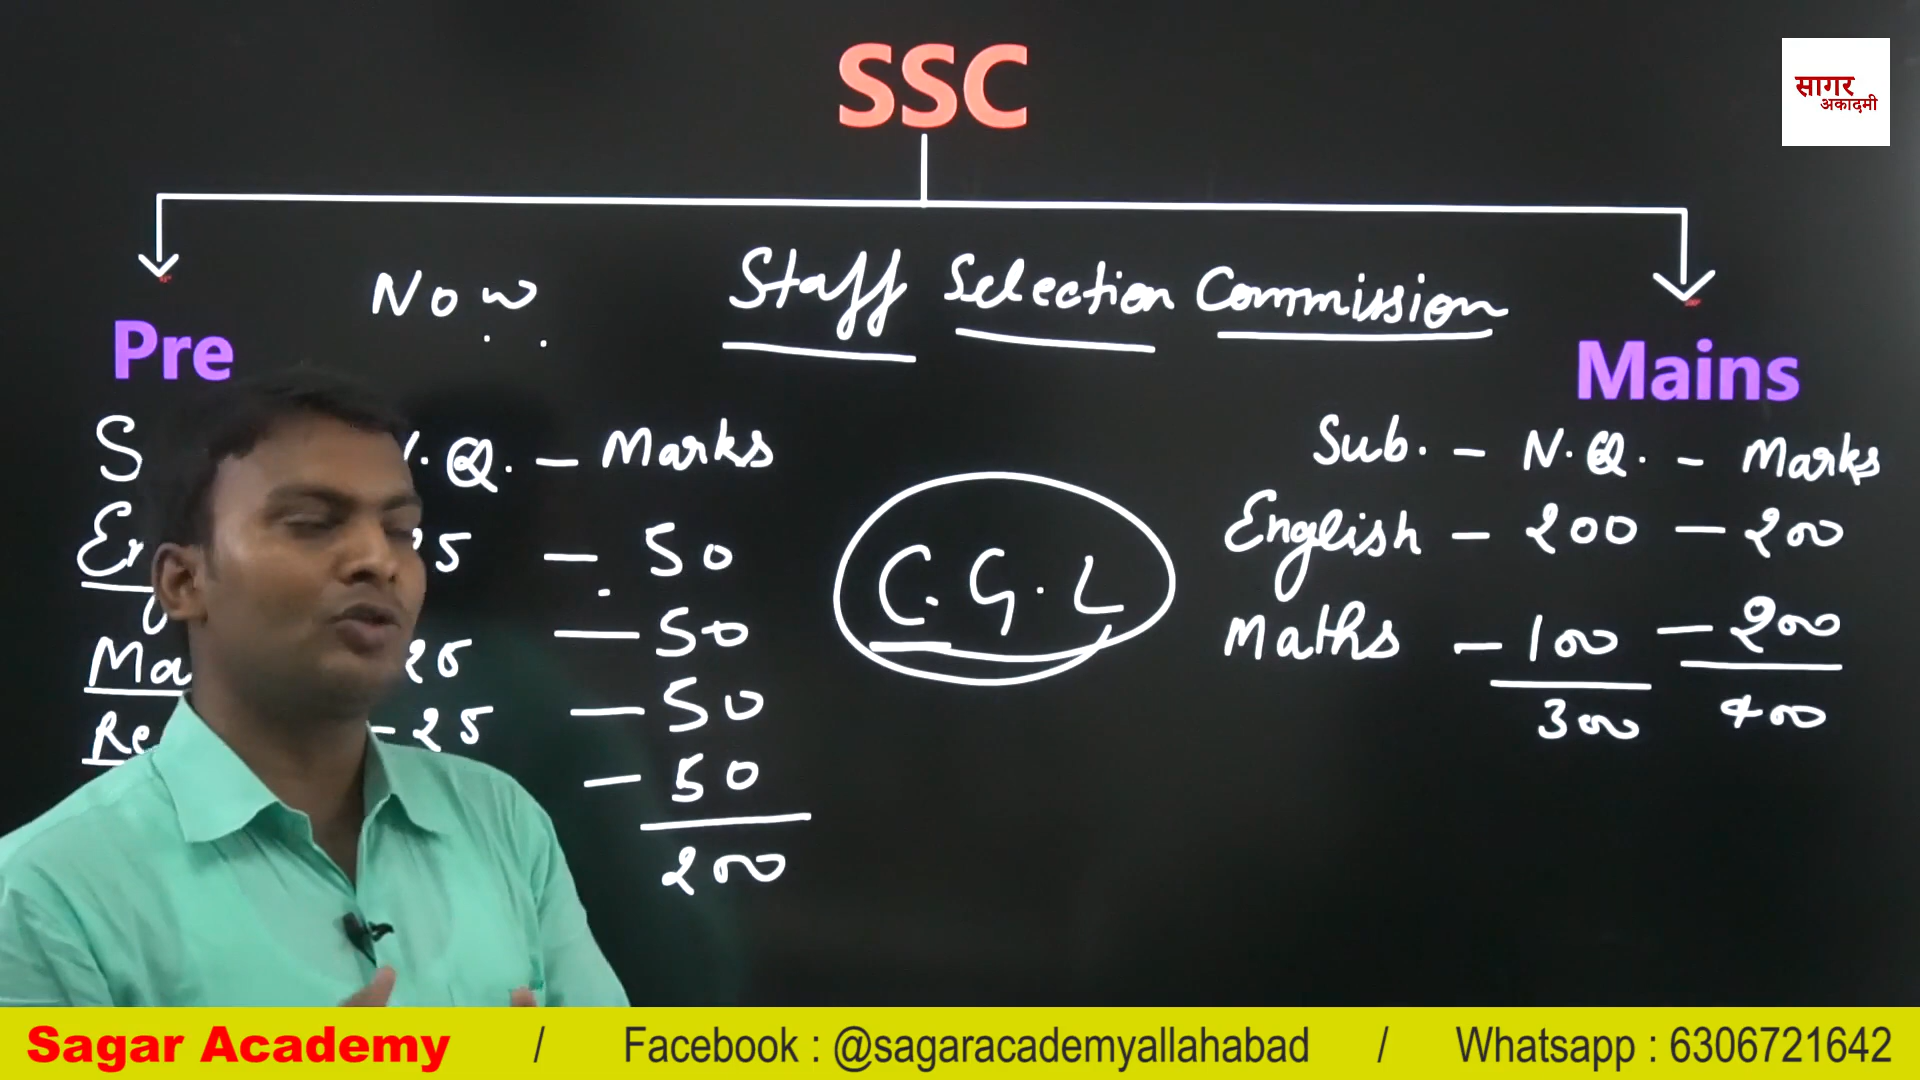 SSC
सागर
अकादमी
Now
Staff Selection Commission
Pre
Mains
N.Q. - Marks
Sub. - N.Q. - Marks
- 50
English - 200 - 200
C.G.L
- 50
Maths - 100 - 200
- 25 - 50
300 400
- 50
200
Sagar Academy / Facebook : @sagaracademyallahabad / Whatsapp : 6306721642